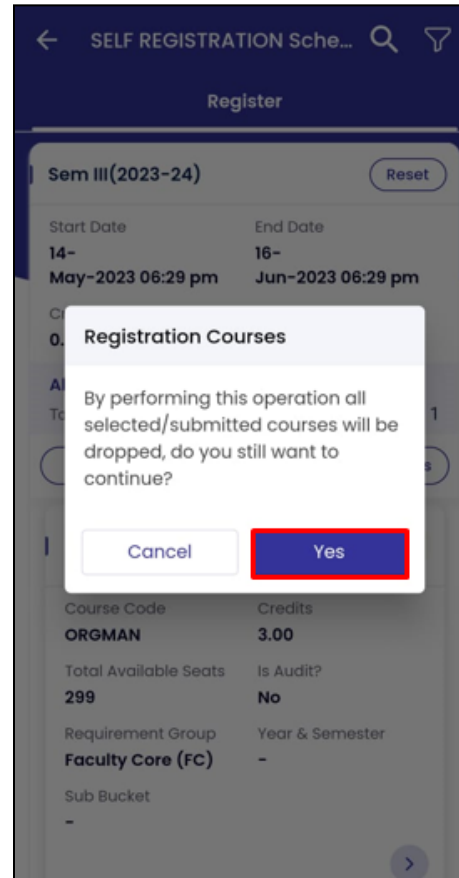 SELF REGISTRATION Sche...
Register
Sem III(2023-24)
Reset
Start Date
End Date
14-
May-2023 06:29 pm
16-
Jun-2023 06:29 pm
0.
Registration Courses
By performing this operation all
selected/submitted courses will be
dropped, do you still want to
continue?
1
Cancel
Yes
Course Code
Credits
ORGMAN
3.00
Total Available Seats
Is Audit?
299
No
Requirement Group
Year & Semester
Faculty Core (FC)
-
Sub Bucket
-